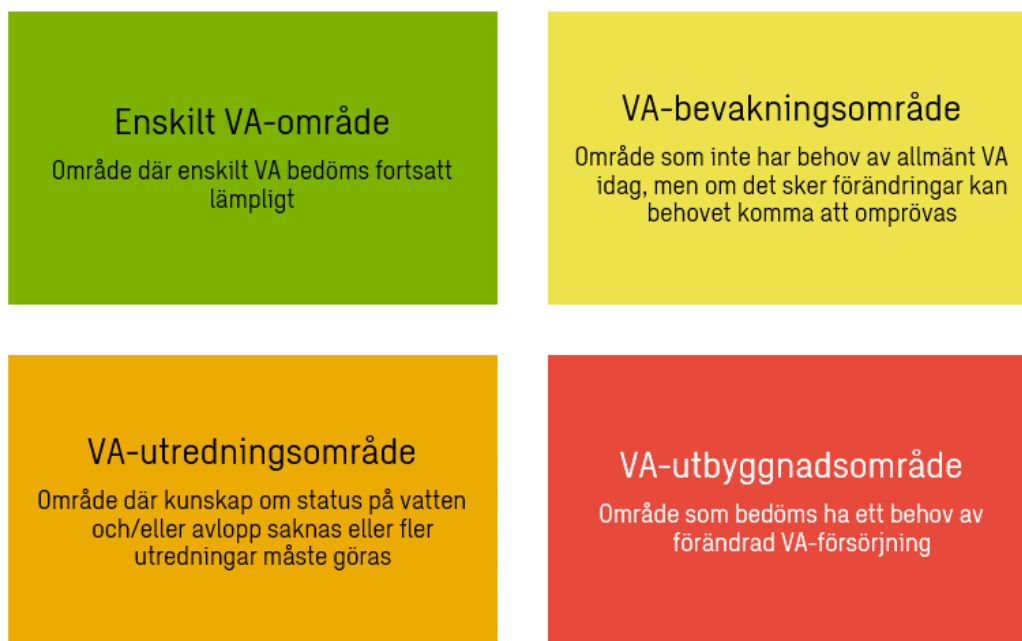 Enskilt VA-område
Område där enskilt VA bedöms fortsatt
lämpligt
VA-bevakningsområde
Område som inte har behov av allmänt VA
idag, men om det sker förändringar kan
behovet komma att omprövas
VA-utredningsområde
Område där kunskap om status på vatten
och/eller avlopp saknas eller fler
utredningar måste göras
VA-utbyggnadsområde
Område som bedöms ha ett behov av
förändrad VA-försörjning